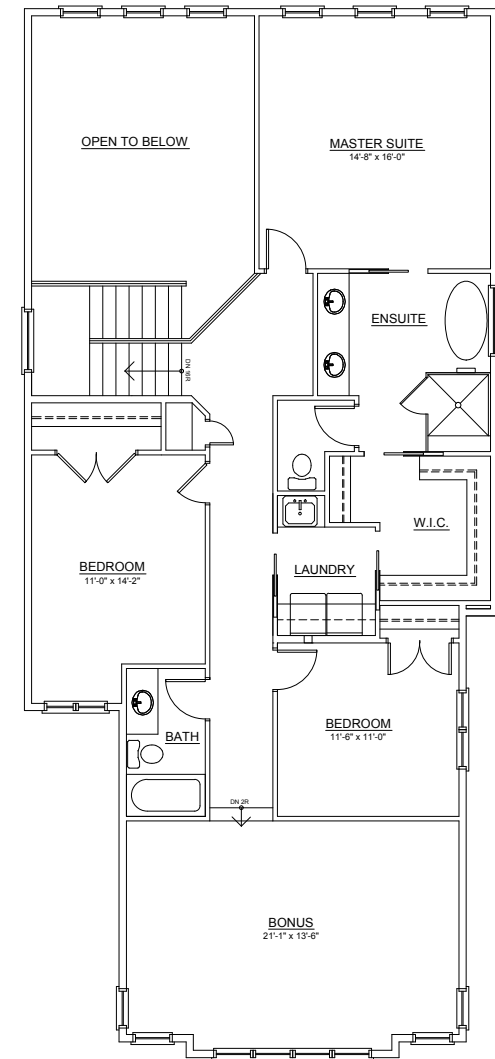 OPEN TO BELOW
MASTER SUITE
14'-8" x 16'-0"
ENSUITE
DN 16R
W.I.C.
BEDROOM
11'-0" x 14'-2"
LAUNDRY
BEDROOM
11'-6" x 11'-0"
BATH
DN 2R
BONUS
21'-1" x 13'-6"